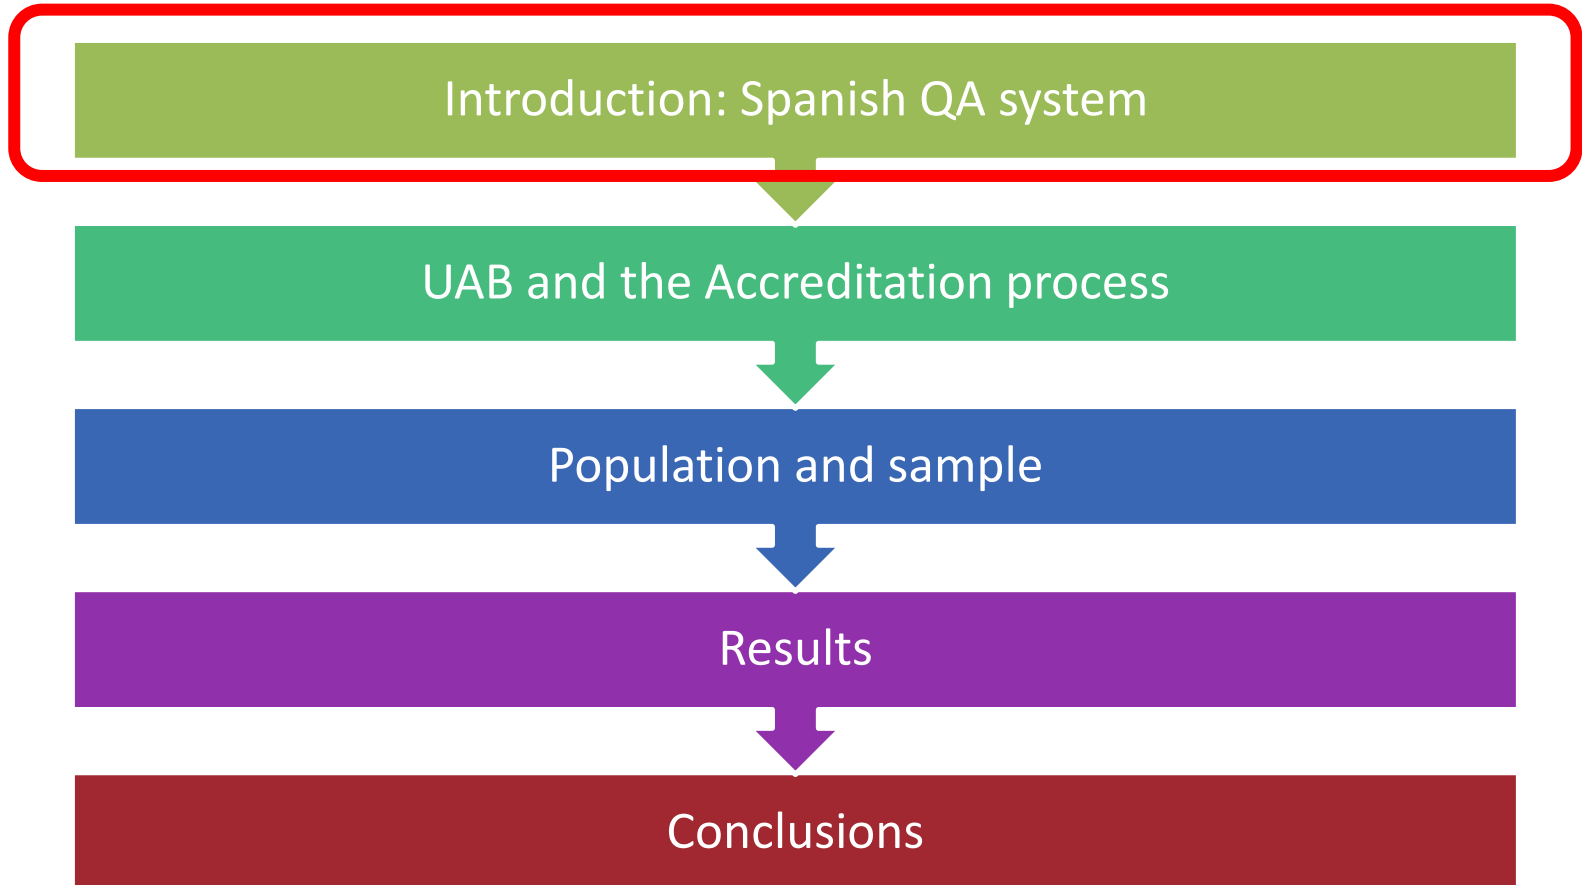 Introduction: Spanish QA system
UAB and the Accreditation process
Population and sample
Results
Conclusions